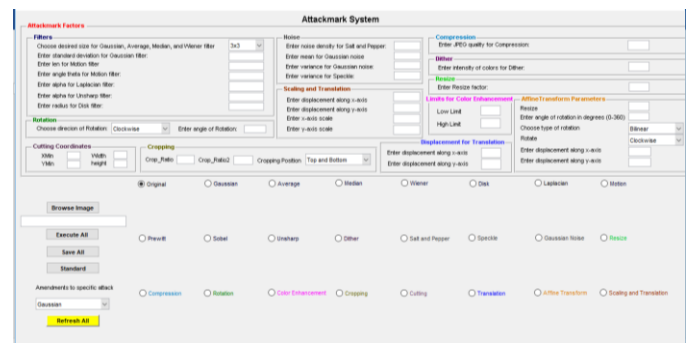 Attackmark System
Attackmark Factors
Filters
Choose desired size for Gaussian, Average, Median, and Wiener filter 3x3
Enter standard deviation for Gaussian filter:
Enter len for Motion filter
Enter angle theta for Motion filter:
Enter alpha for Laplacian filter:
Enter alpha for Unsharp filter:
Enter radius for Disk filter:
Noise
Enter noise density for Salt and Pepper:
Enter mean for Gaussian noise
Enter variance for Gaussian noise:
Enter variance for Speckle:
Compression
Enter JPEG quality for Compression:
Dither
Enter intensity of colors for Dither:
Resize
Enter Resize factor:
Scaling and Translation
Enter displacement along x-axis
Enter displacement along y-axis
Enter x-axis scale
Enter y-axis scale
Limits for Color Enhancement
Low Limit
High Limit
AffineTransform Parameters
Resize
Enter angle of rotation in degrees (0-360)
Choose type of rotation Bilinear
Rotate Clockwise
Enter displacement along x-axis
Enter displacement along y-axis
Rotation
Choose direction of Rotation: Clockwise Enter angle of Rotation:
Cutting Coordinates
XMin Width
YMin height
Cropping
Crop_Ratio Crop_Ratio2 Cropping Position Top and Bottom
Displacement for Translation
Enter displacement along x-axis
Enter displacement along y-axis
Original Gaussian Average Median Wiener Disk Laplacian Motion
Browse Image
Execute All
Prewitt Sobel Unsharp Dither Salt and Pepper Speckle Gaussian Noise Resize
Save All
Standard
Amendments to specific attack
Gaussian
Compression Rotation Color Enhancement Cropping Cutting Translation Affine Transform Scaling and Translation
Refresh All